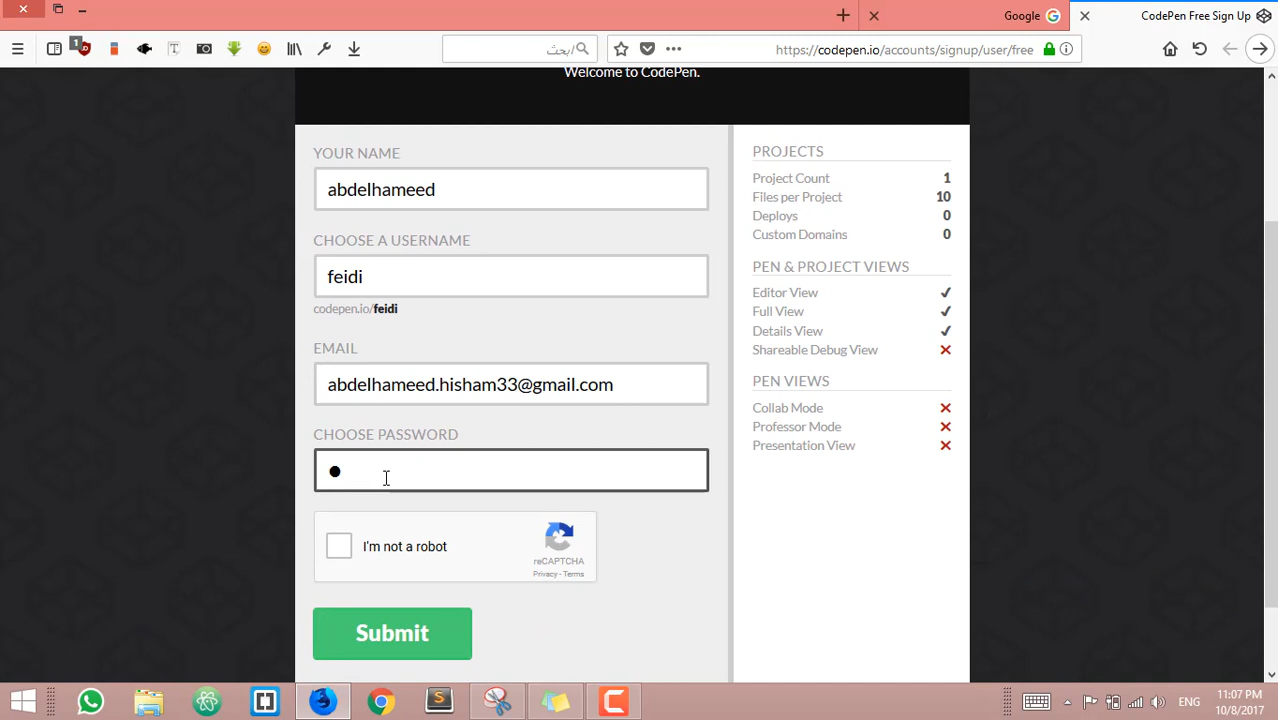 Google
CodePen Free Sign Up
ابحث
https://codepen.io/accounts/signup/user/free
1
Welcome to CodePen.
YOUR NAME
abdelhameed
CHOOSE A USERNAME
feidi
codepen.io/feidi
EMAIL
abdelhameed.hisham33@gmail.com
CHOOSE PASSWORD
I'm not a robot
reCAPTCHA
Privacy - Terms
Submit
PROJECTS
Project Count 1
Files per Project 10
Deploys 0
Custom Domains 0
PEN & PROJECT VIEWS
Editor View ✓
Full View ✓
Details View ✓
Shareable Debug View ✕
PEN VIEWS
Collab Mode ✕
Professor Mode ✕
Presentation View ✕
ENG
11:07 PM
10/8/2017